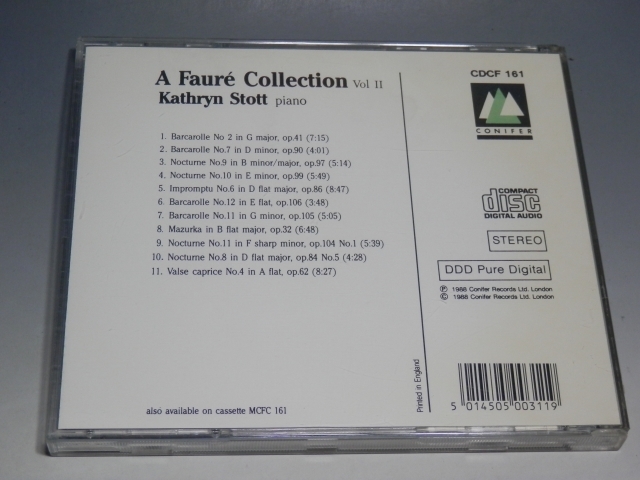 A Fauré Collection Vol II
Kathryn Stott piano
1. Barcarolle No 2 in G major, op.41 (7:15)
2. Barcarolle No.7 in D minor, op.90 (4:01)
3. Nocturne No.9 in B minor/major, op.97 (5:14)
4. Nocturne No.10 in E minor, op.99 (5:49)
5. Impromptu No.6 in D flat major, op.86 (8:47)
6. Barcarolle No.12 in E flat, op.106 (3:48)
7. Barcarolle No.11 in G minor, op.105 (5:05)
8. Mazurka in B flat major, op.32 (6:48)
9. Nocturne No.11 in F sharp minor, op.104 No.1 (5:39)
10. Nocturne No.8 in D flat major, op.84 No.5 (4:28)
11. Valse caprice No.4 in A flat, op.62 (8:27)
also available on cassette MCFC 161
CDCF 161
CONIFER
COMPACT
disc
DIGITAL AUDIO
STEREO
DDD Pure Digital
℗ 1988 Conifer Records Ltd. London
© 1988 Conifer Records Ltd. London
Printed in England
5 014505 003119